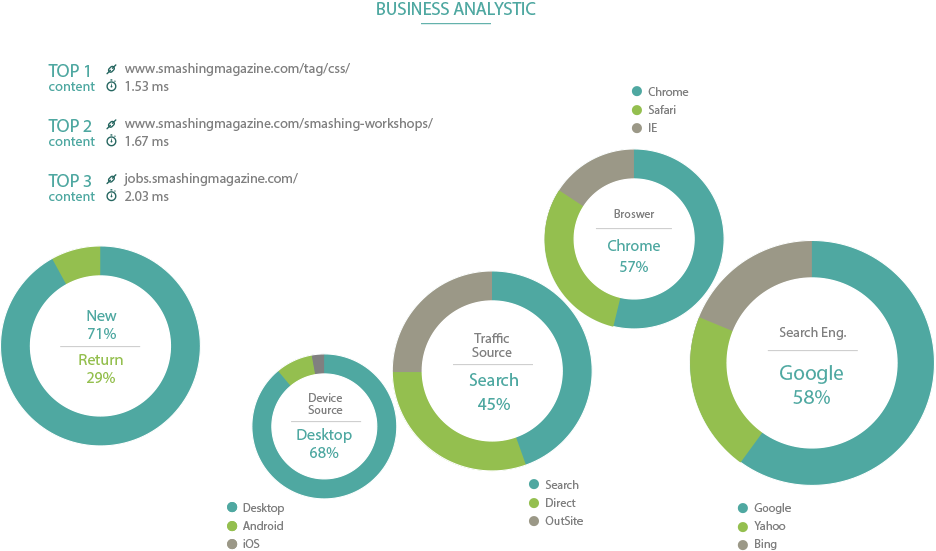 BUSINESS ANALYSTIC
TOP 1
content
www.smashingmagazine.com/tag/css/
1.53 ms
TOP 2
content
www.smashingmagazine.com/smashing-workshops/
1.67 ms
TOP 3
content
jobs.smashingmagazine.com/
2.03 ms
New
71%
Return
29%
Device
Source
Desktop
68%
Desktop
Android
iOS
Traffic
Source
Search
45%
Search
Direct
OutSite
Chrome
Safari
IE
Broswer
Chrome
57%
Search Eng.
Google
58%
Google
Yahoo
Bing